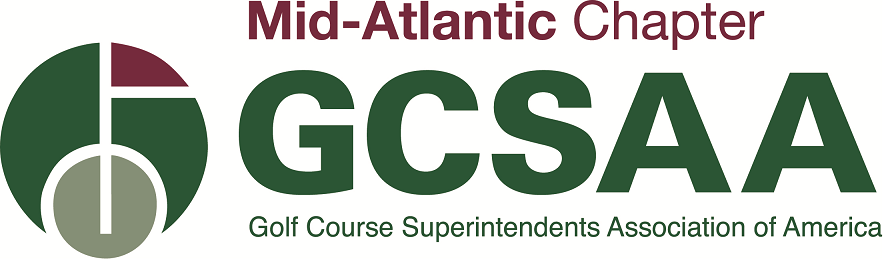 Mid-Atlantic Chapter
GCSAA
Golf Course Superintendents Association of America